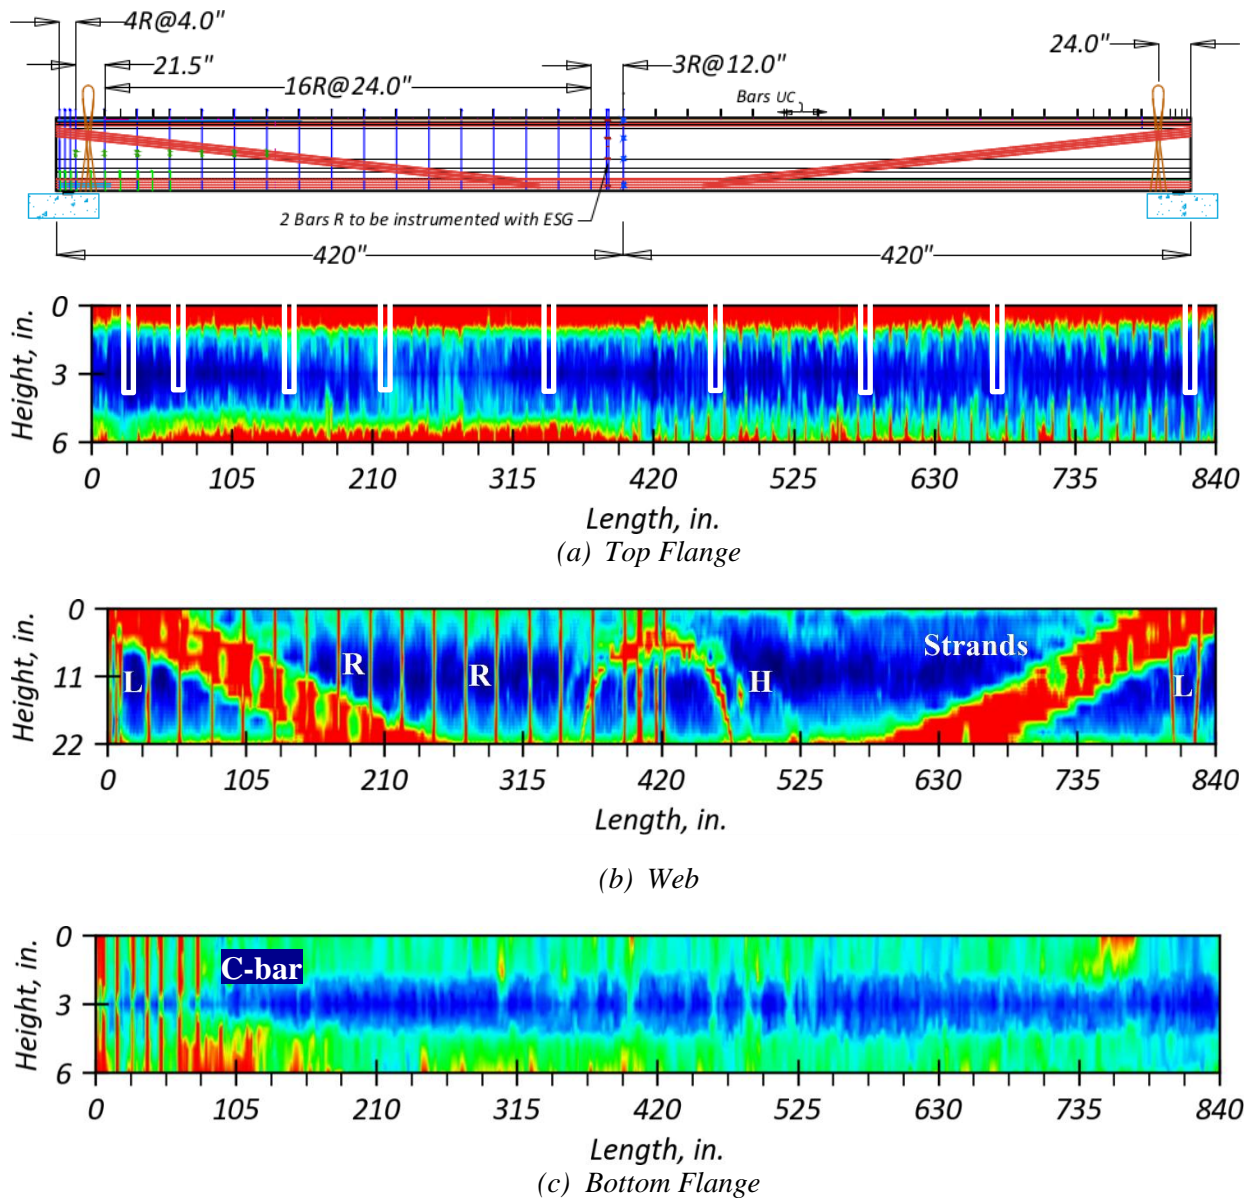 4R@4.0"
21.5"
16R@24.0"
3R@12.0"
24.0"
Bars UC
2 Bars R to be instrumented with ESG
420"
420"
Height, in.
0
3
6
0 105 210 315 420 525 630 735 840
Length, in.
(a) Top Flange
Height, in.
0
11
22
L
R
R
H
Strands
L
0 105 210 315 420 525 630 735 840
Length, in.
(b) Web
Height, in.
0
3
6
C-bar
0 105 210 315 420 525 630 735 840
Length, in.
(c) Bottom Flange